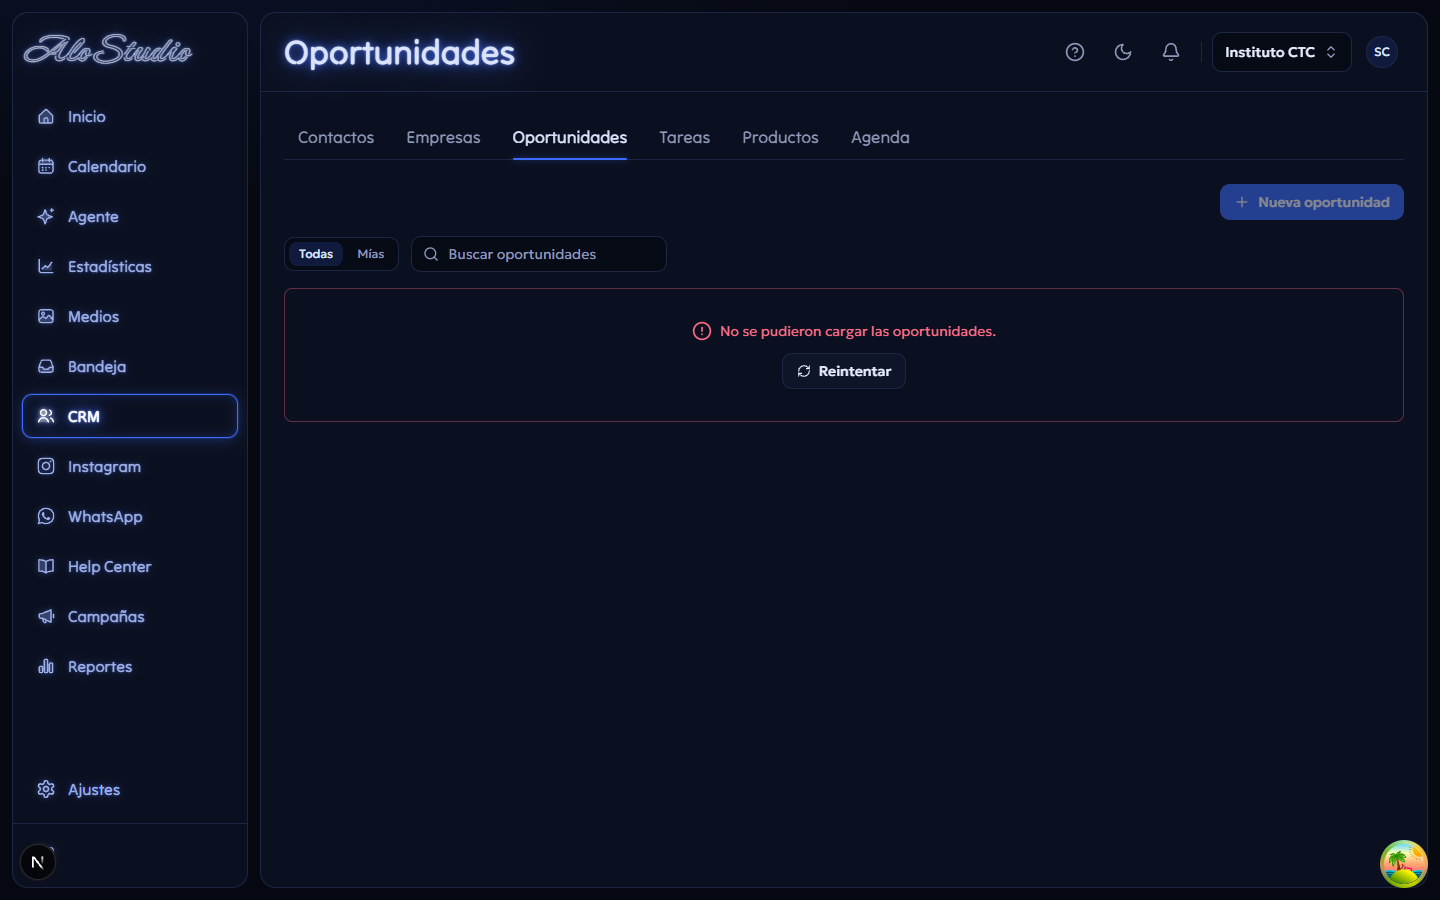 AloStudio
Inicio
Calendario
Agente
Estadísticas
Medios
Bandeja
CRM
Instagram
WhatsApp
Help Center
Campañas
Reportes
Ajustes
N
Oportunidades
Instituto CTC
SC
Contactos Empresas Oportunidades Tareas Productos Agenda
+ Nueva oportunidad
Todas Mías Buscar oportunidades
No se pudieron cargar las oportunidades.
Reintentar